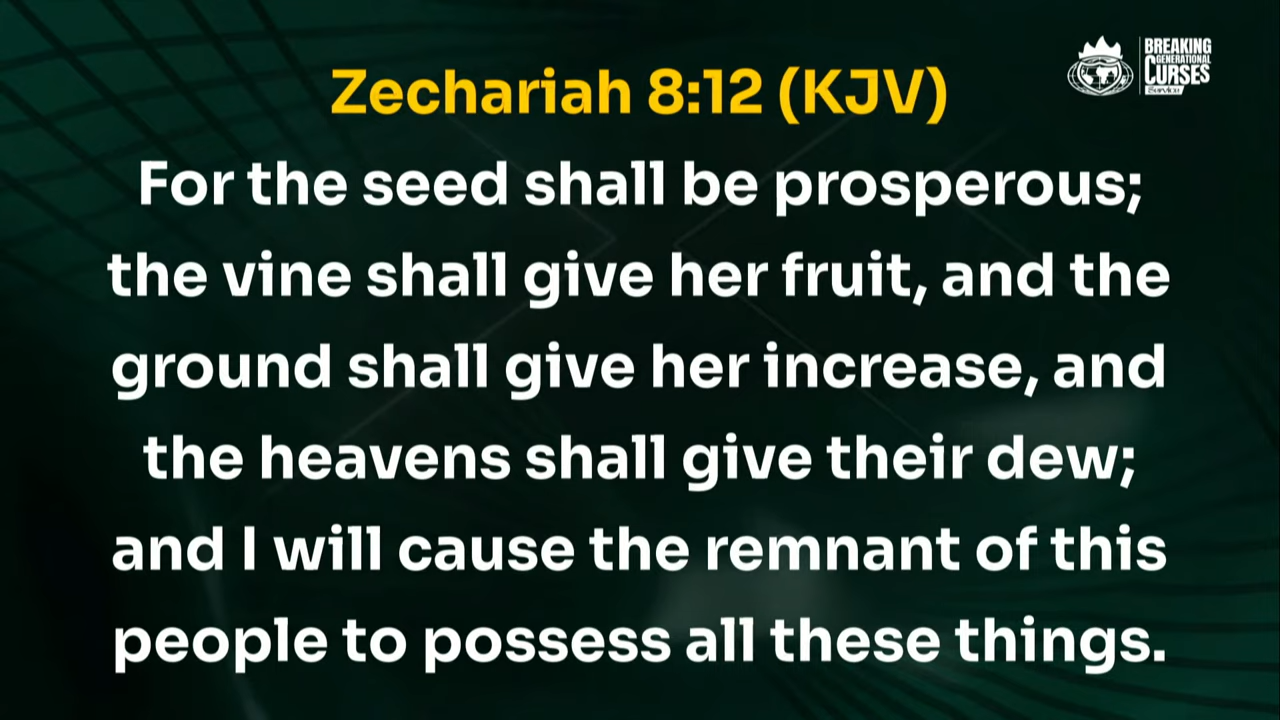 BREAKING
GENERATIONAL
CURSES
Service
Zechariah 8:12 (KJV)
For the seed shall be prosperous;
the vine shall give her fruit, and the
ground shall give her increase, and
the heavens shall give their dew;
and I will cause the remnant of this
people to possess all these things.